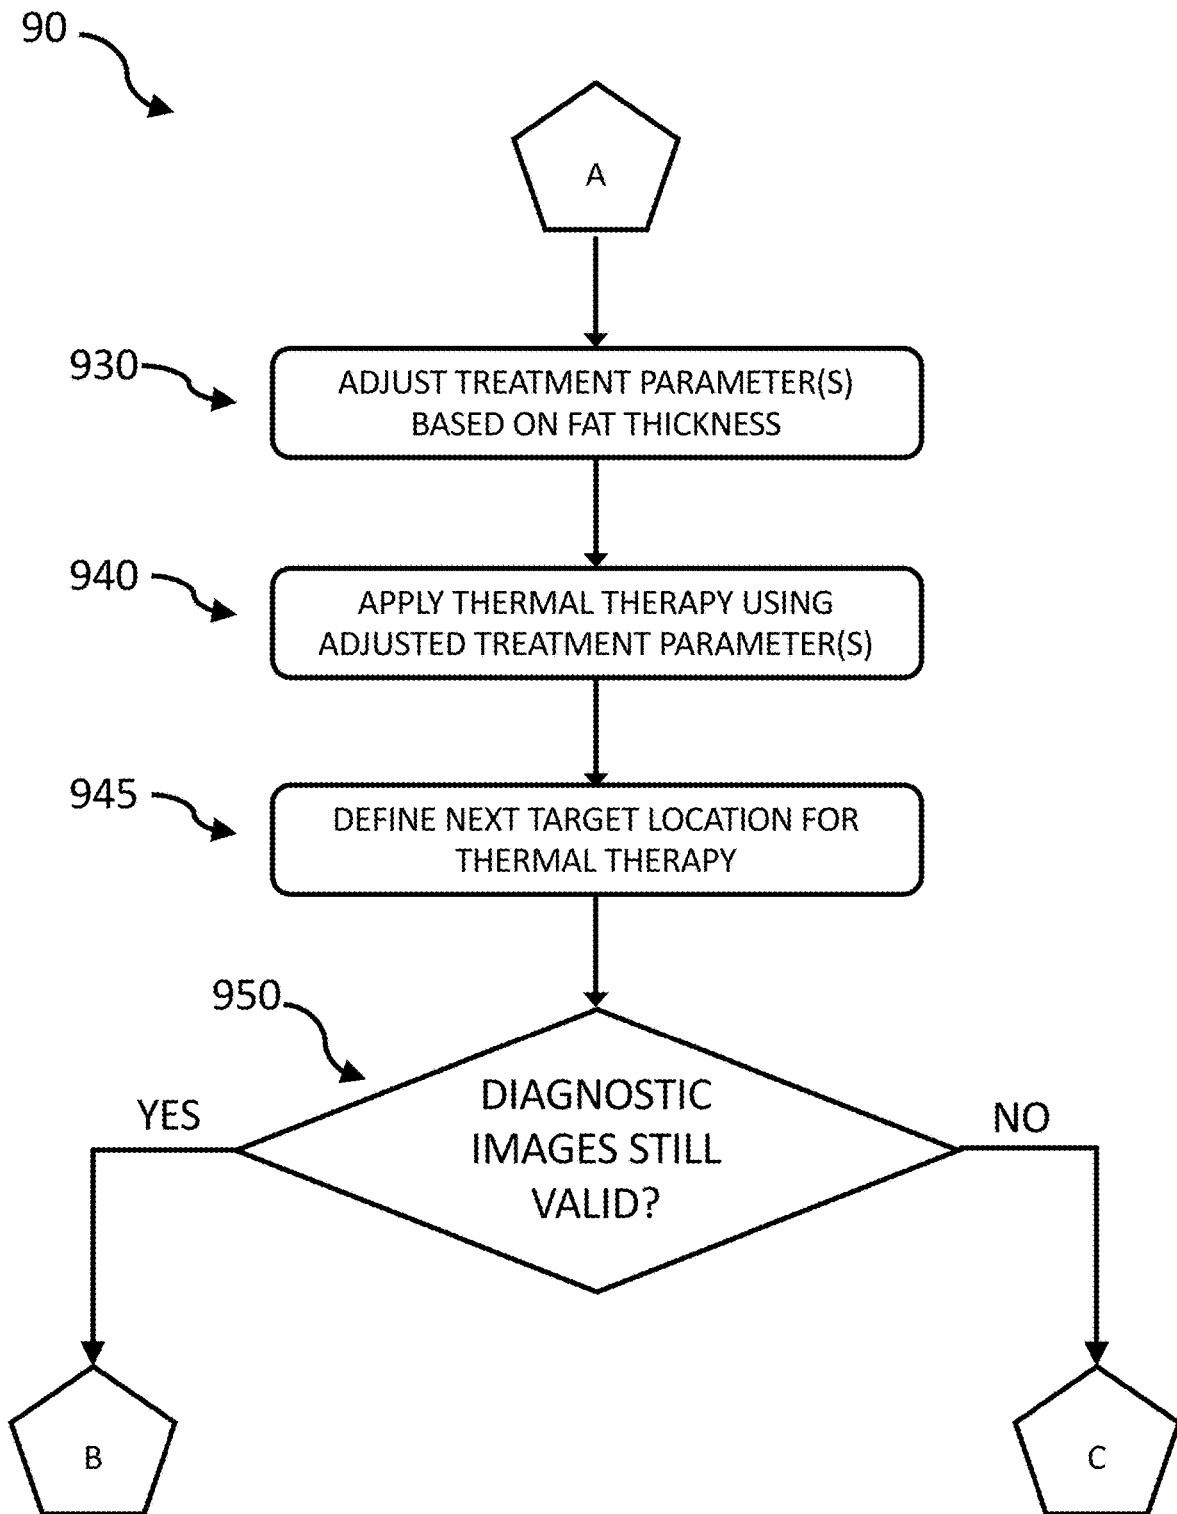 90
A
930
ADJUST TREATMENT PARAMETER(S)
BASED ON FAT THICKNESS
940
APPLY THERMAL THERAPY USING
ADJUSTED TREATMENT PARAMETER(S)
945
DEFINE NEXT TARGET LOCATION FOR
THERMAL THERAPY
950
DIAGNOSTIC
IMAGES STILL
VALID?
YES
NO
B
C